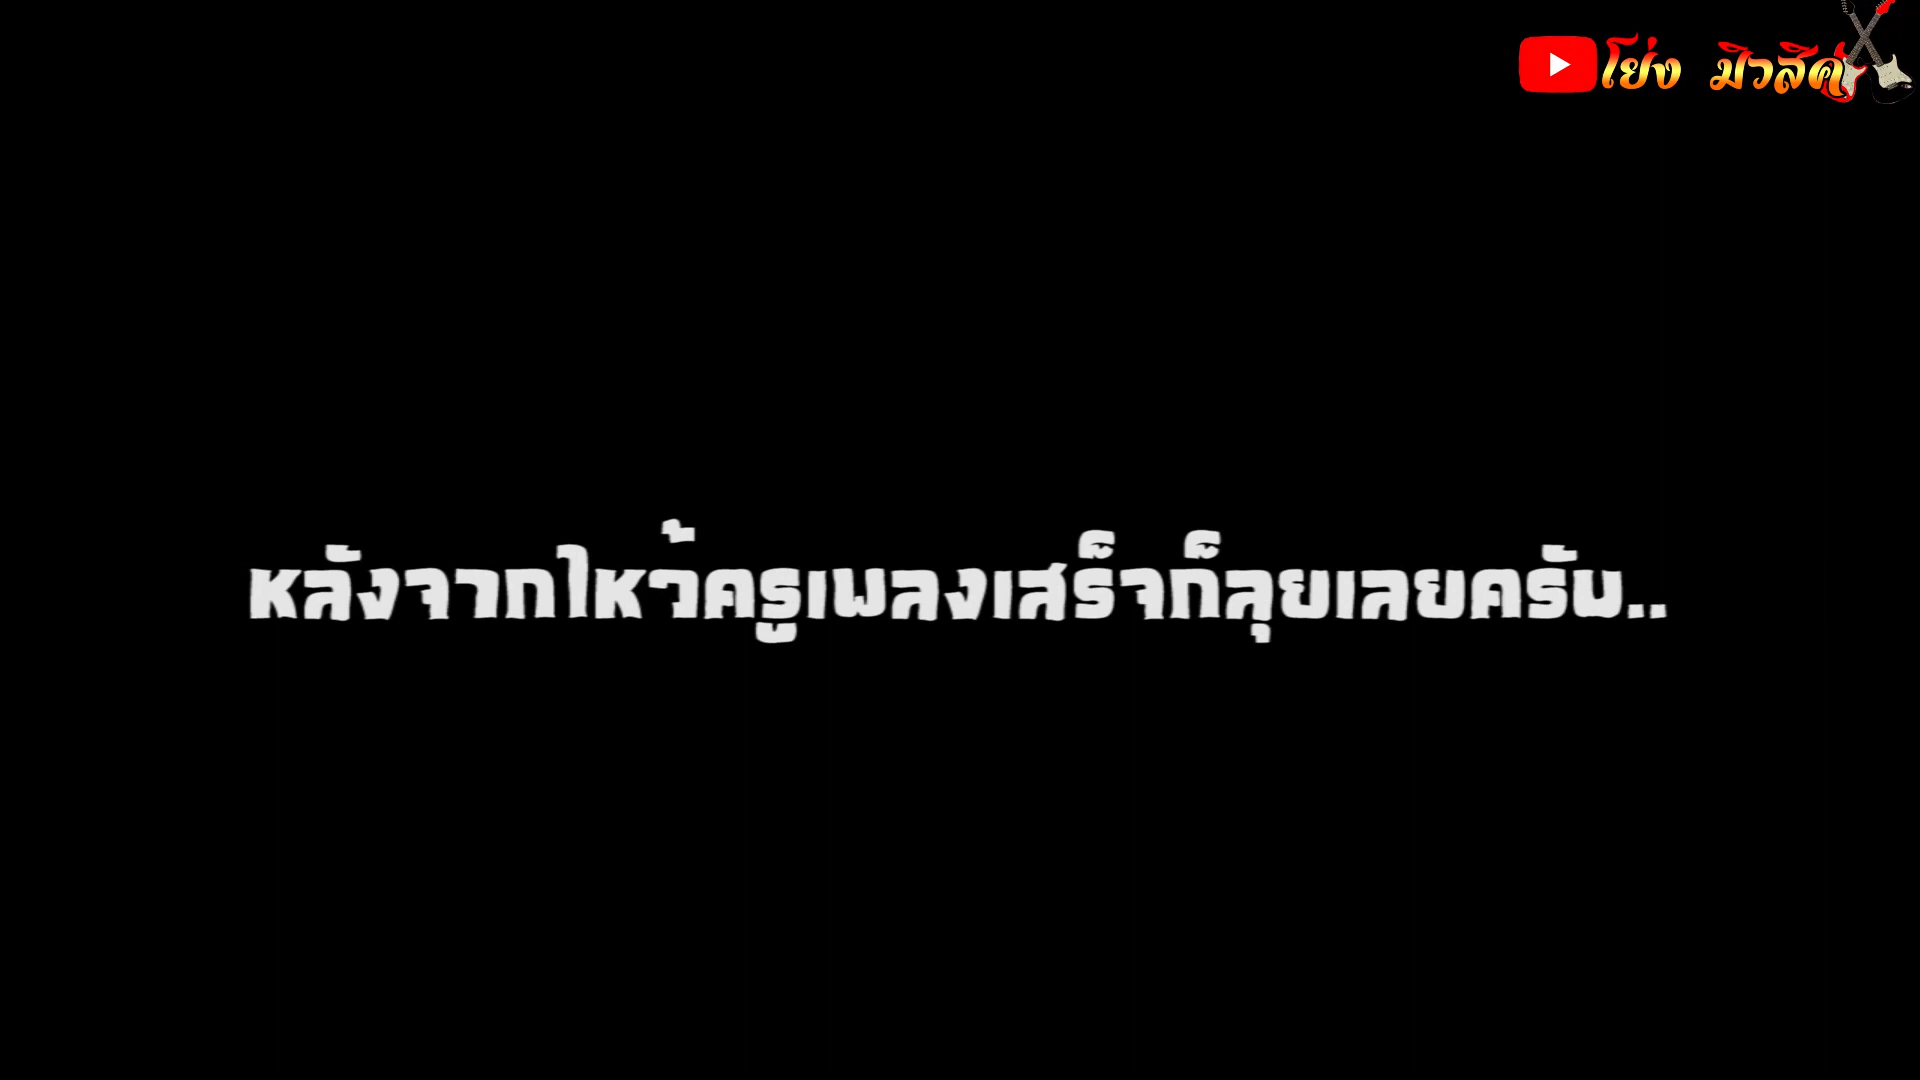 โย่ง มิวสิค
หลังจากไหว้ครูเพลงเสร็จก็ลุยเลยครับ..